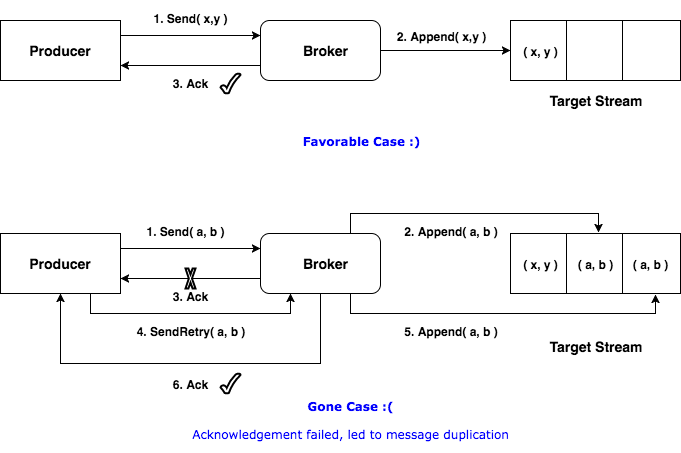 1. Send( x,y )
Producer
Broker
2. Append( x,y )
( x, y )
3. Ack
Target Stream
Favorable Case :)
1. Send( a, b )
2. Append( a, b )
Producer
Broker
( x, y )
( a, b )
( a, b )
3. Ack
4. SendRetry( a, b )
5. Append( a, b )
Target Stream
6. Ack
Gone Case :(
Acknowledgement failed, led to message duplication